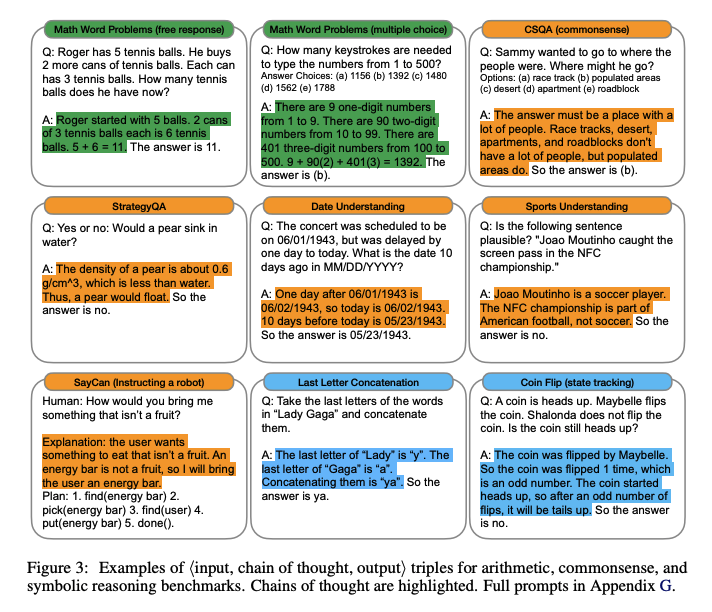 Math Word Problems (free response)
Q: Roger has 5 tennis balls. He buys
2 more cans of tennis balls. Each can
has 3 tennis balls. How many tennis
balls does he have now?
A: Roger started with 5 balls. 2 cans
of 3 tennis balls each is 6 tennis
balls. 5 + 6 = 11. The answer is 11.
Math Word Problems (multiple choice)
Q: How many keystrokes are needed
to type the numbers from 1 to 500?
Answer Choices: (a) 1156 (b) 1392 (c) 1480
(d) 1562 (e) 1788
A: There are 9 one-digit numbers
from 1 to 9. There are 90 two-digit
numbers from 10 to 99. There are
401 three-digit numbers from 100 to
500. 9 + 90(2) + 401(3) = 1392. The
answer is (b).
CSQA (commonsense)
Q: Sammy wanted to go to where the
people were. Where might he go?
Options: (a) race track (b) populated areas
(c) desert (d) apartment (e) roadblock
A: The answer must be a place with a
lot of people. Race tracks, desert,
apartments, and roadblocks don't
have a lot of people, but populated
areas do. So the answer is (b).
StrategyQA
Q: Yes or no: Would a pear sink in
water?
A: The density of a pear is about 0.6
g/cm^3, which is less than water.
Thus, a pear would float. So the
answer is no.
Date Understanding
Q: The concert was scheduled to be
on 06/01/1943, but was delayed by
one day to today. What is the date 10
days ago in MM/DD/YYYY?
A: One day after 06/01/1943 is
06/02/1943, so today is 06/02/1943.
10 days before today is 05/23/1943.
So the answer is 05/23/1943.
Sports Understanding
Q: Is the following sentence
plausible? "Joao Moutinho caught the
screen pass in the NFC
championship."
A: Joao Moutinho is a soccer player.
The NFC championship is part of
American football, not soccer. So the
answer is no.
SayCan (Instructing a robot)
Human: How would you bring me
something that isn’t a fruit?
Explanation: the user wants
something to eat that isn’t a fruit. An
energy bar is not a fruit, so I will bring
the user an energy bar.
Plan: 1. find(energy bar) 2.
pick(energy bar) 3. find(user) 4.
put(energy bar) 5. done().
Last Letter Concatenation
Q: Take the last letters of the words
in “Lady Gaga” and concatenate
them.
A: The last letter of “Lady” is “y”. The
last letter of “Gaga” is “a”.
Concatenating them is “ya”. So the
answer is ya.
Coin Flip (state tracking)
Q: A coin is heads up. Maybelle flips
the coin. Shalonda does not flip the
coin. Is the coin still heads up?
A: The coin was flipped by Maybelle.
So the coin was flipped 1 time, which
is an odd number. The coin started
heads up, so after an odd number of
flips, it will be tails up. So the answer
is no.
Figure 3: Examples of ⟨input, chain of thought, output⟩ triples for arithmetic, commonsense, and
symbolic reasoning benchmarks. Chains of thought are highlighted. Full prompts in Appendix G.